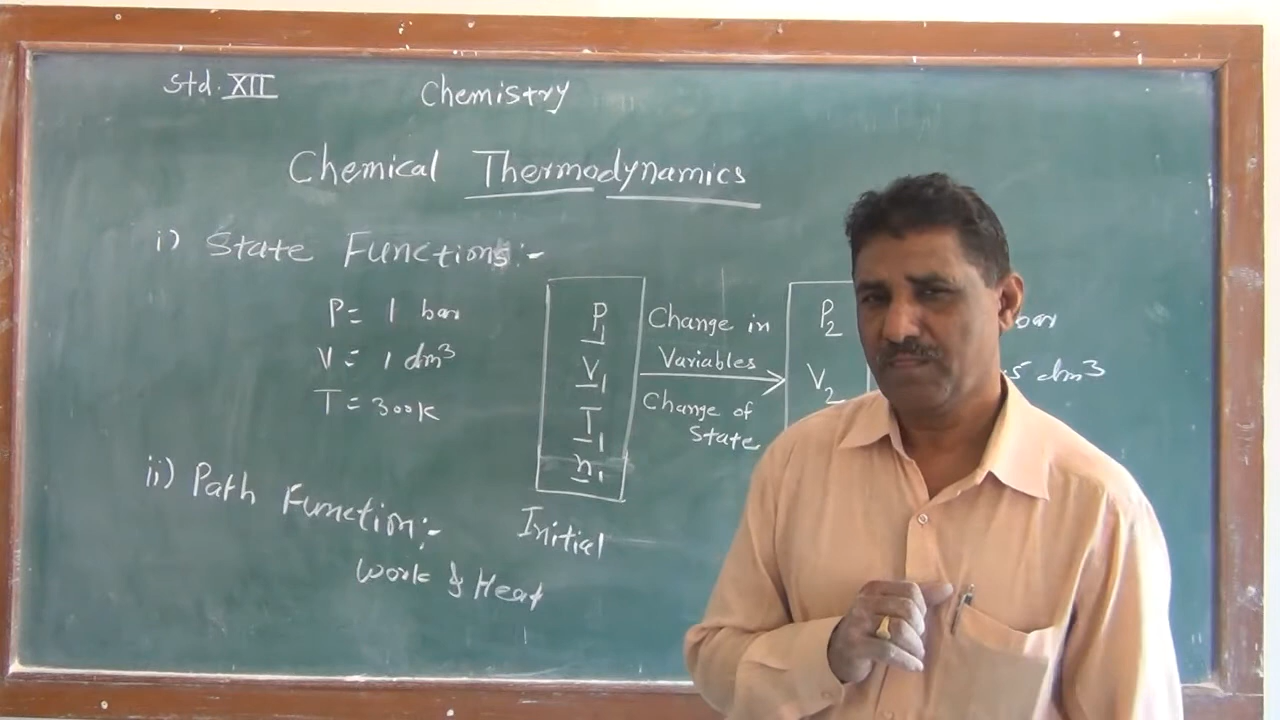 Std. XII
Chemistry
Chemical Thermodynamics
i) State Functions:-
P= 1 bar
V= 1 dm³
T= 300K
P₁
V₁
T₁
n₁
Initial
Change in
Variables
Change of
State
P₂
V₂
bar
5 dm³
ii) Path Function:-
Work & Heat